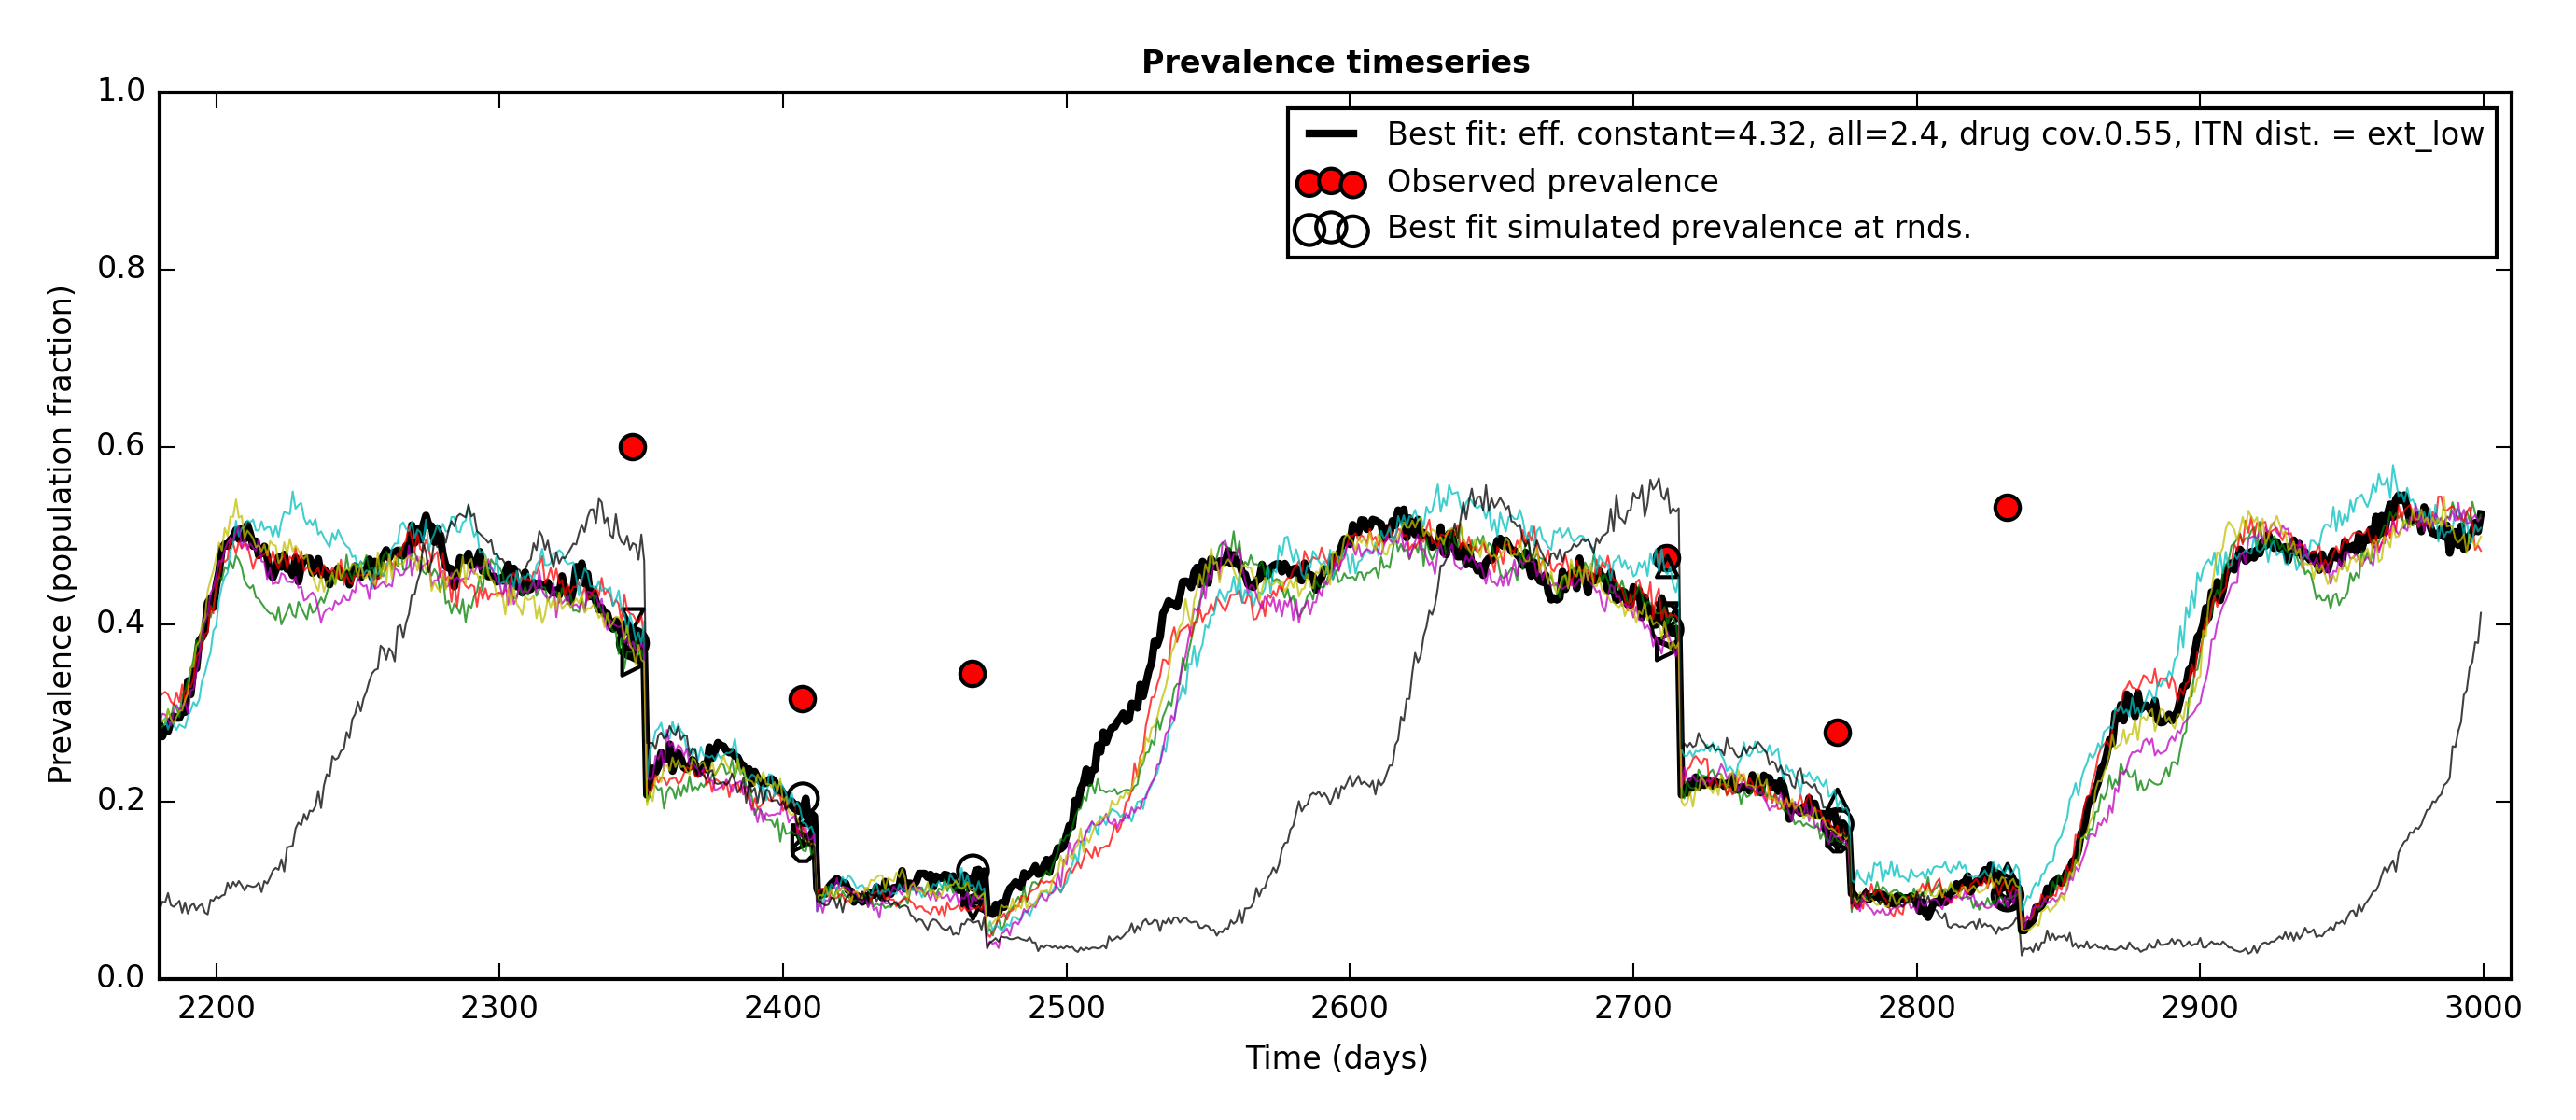 Prevalence timeseries
1.0
0.8
0.6
0.4
0.2
0.0
Prevalence (population fraction)
Best fit: eff. constant=4.32, all=2.4, drug cov.0.55, ITN dist. = ext_low
Observed prevalence
Best fit simulated prevalence at rnds.
2200 2300 2400 2500 2600 2700 2800 2900 3000
Time (days)